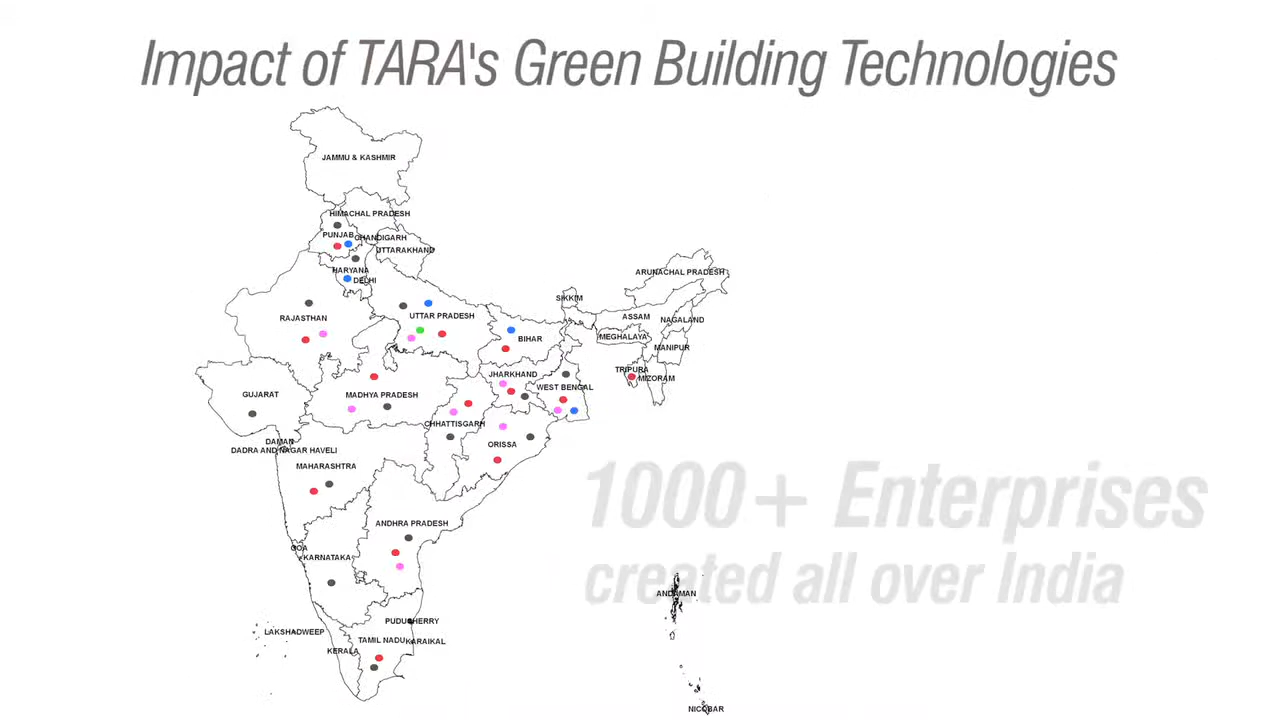 Impact of TARA's Green Building Technologies
JAMMU & KASHMIR
HIMACHAL PRADESH
PUNJAB
CHANDIGARH
UTTARAKHAND
HARYANA
DELHI
ARUNACHAL PRADESH
SIKKIM
RAJASTHAN
UTTAR PRADESH
ASSAM
NAGALAND
BIHAR
MEGHALAYA
MANIPUR
TRIPURA
MIZORAM
JHARKHAND
WEST BENGAL
GUJARAT
MADHYA PRADESH
CHHATTISGARH
ORISSA
DAMAN
DADRA AND NAGAR HAVELI
MAHARASHTRA
1000+ Enterprises
created all over India
ANDHRA PRADESH
GOA
KARNATAKA
ANDAMAN
PUDUCHERRY
LAKSHADWEEP
TAMIL NADU
KARAIKAL
KERALA
NICOBAR